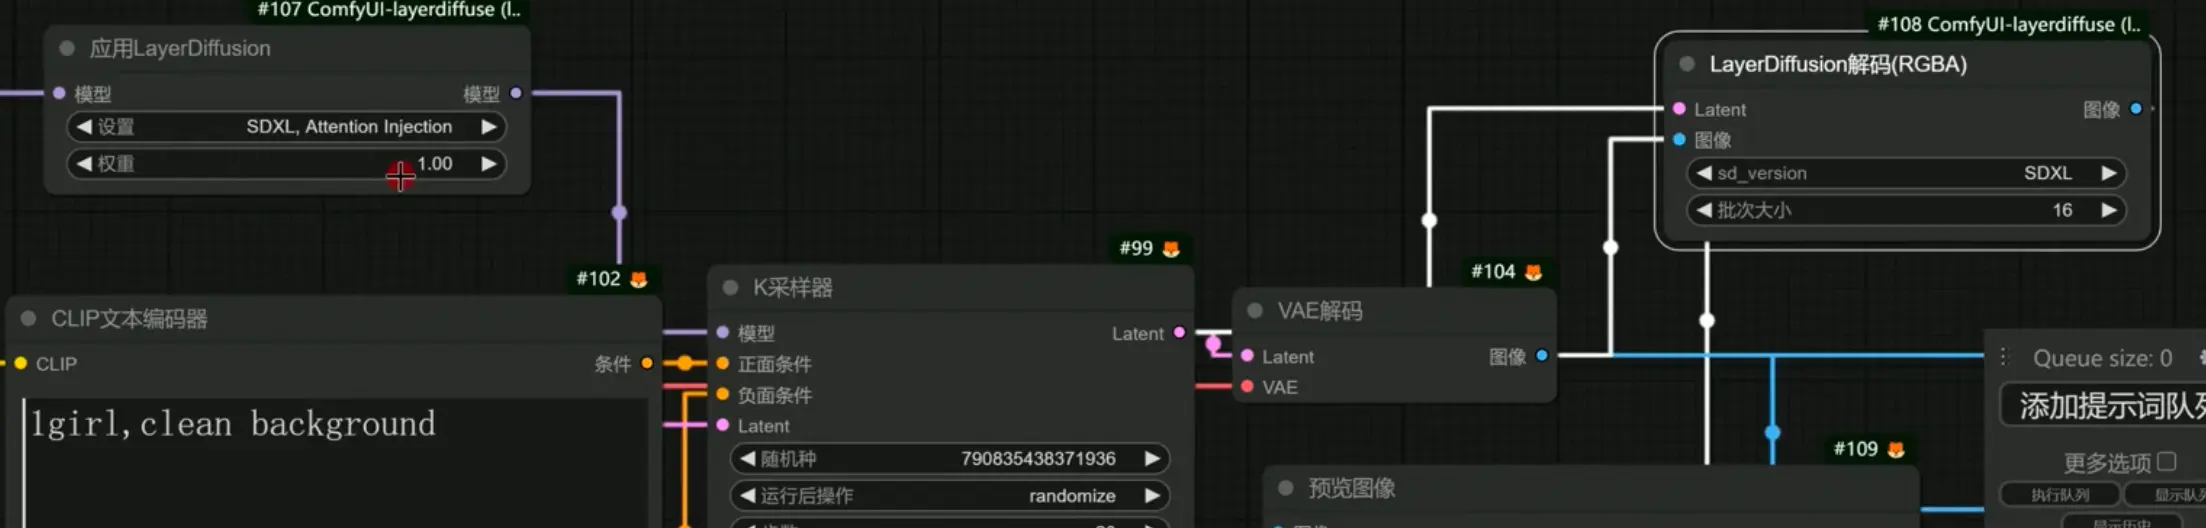 #107 ComfyUI-layerdiffuse (l..
应用LayerDiffusion
模型 模型
设置 SDXL, Attention Injection
权重 1.00
#108 ComfyUI-layerdiffuse (l..
LayerDiffusion解码(RGBA)
Latent 图像
图像
sd_version SDXL
批次大小 16
#102
CLIP文本编码器
CLIP 条件
1girl,clean background
#99
K采样器
模型 Latent
正面条件
负面条件
Latent
随机种 790835438371936
运行后操作 randomize
#104
VAE解码
Latent 图像
VAE
#109
预览图像
Queue size: 0
添加提示词队列
更多选项
执行队列 显示队
显示历史